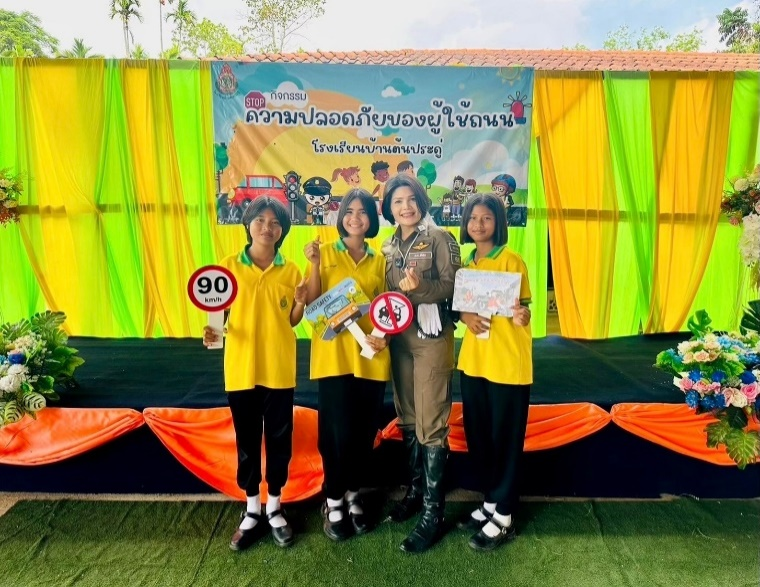 STOP
กิจกรรม
ความปลอดภัยของผู้ใช้ถนน
โรงเรียนบ้านต้นประดู่
90
km/h
ROAD SAFETY